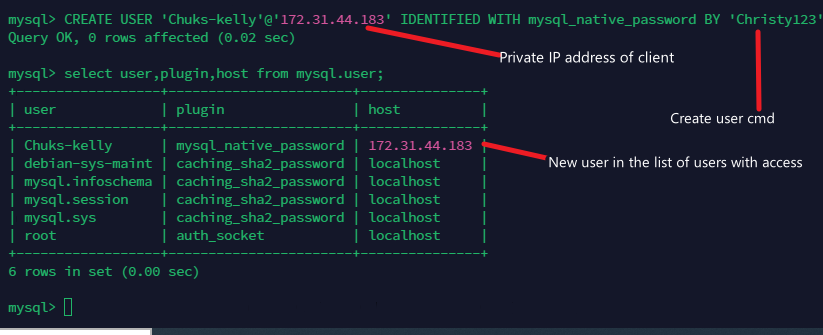 mysql> CREATE USER 'Chuks-kelly'@'172.31.44.183' IDENTIFIED WITH mysql_native_password BY 'Christy123'
Query OK, 0 rows affected (0.02 sec)
Private IP address of client
mysql> select user,plugin,host from mysql.user;
+------------------+-----------------------+---------------+
| user | plugin | host |
Create user cmd
+------------------+-----------------------+---------------+
| Chuks-kelly | mysql_native_password | 172.31.44.183 |
New user in the list of users with access
| debian-sys-maint | caching_sha2_password | localhost |
| mysql.infoschema | caching_sha2_password | localhost |
| mysql.session | caching_sha2_password | localhost |
| mysql.sys | caching_sha2_password | localhost |
| root | auth_socket | localhost |
+------------------+-----------------------+---------------+
6 rows in set (0.00 sec)
mysql>